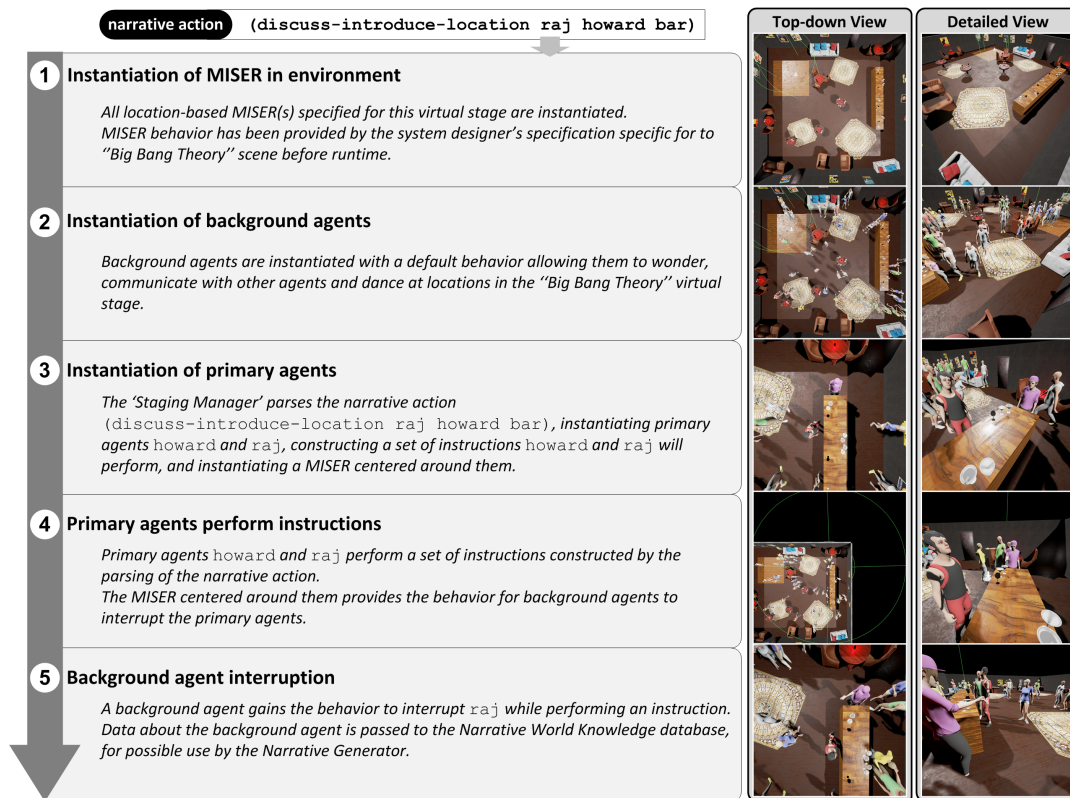 narrative action (discuss-introduce-location raj howard bar)
Top-down View
Detailed View
1 Instantiation of MISER in environment
All location-based MISER(s) specified for this virtual stage are instantiated.
MISER behavior has been provided by the system designer’s specification specific for to
‘‘Big Bang Theory’’ scene before runtime.
2 Instantiation of background agents
Background agents are instantiated with a default behavior allowing them to wonder,
communicate with other agents and dance at locations in the ‘‘Big Bang Theory’’ virtual
stage.
3 Instantiation of primary agents
The ‘Staging Manager’ parses the narrative action
(discuss-introduce-location raj howard bar), instantiating primary
agents howard and raj, constructing a set of instructions howard and raj will
perform, and instantiating a MISER centered around them.
4 Primary agents perform instructions
Primary agents howard and raj perform a set of instructions constructed by the
parsing of the narrative action.
The MISER centered around them provides the behavior for background agents to
interrupt the primary agents.
5 Background agent interruption
A background agent gains the behavior to interrupt raj while performing an instruction.
Data about the background agent is passed to the Narrative World Knowledge database,
for possible use by the Narrative Generator.